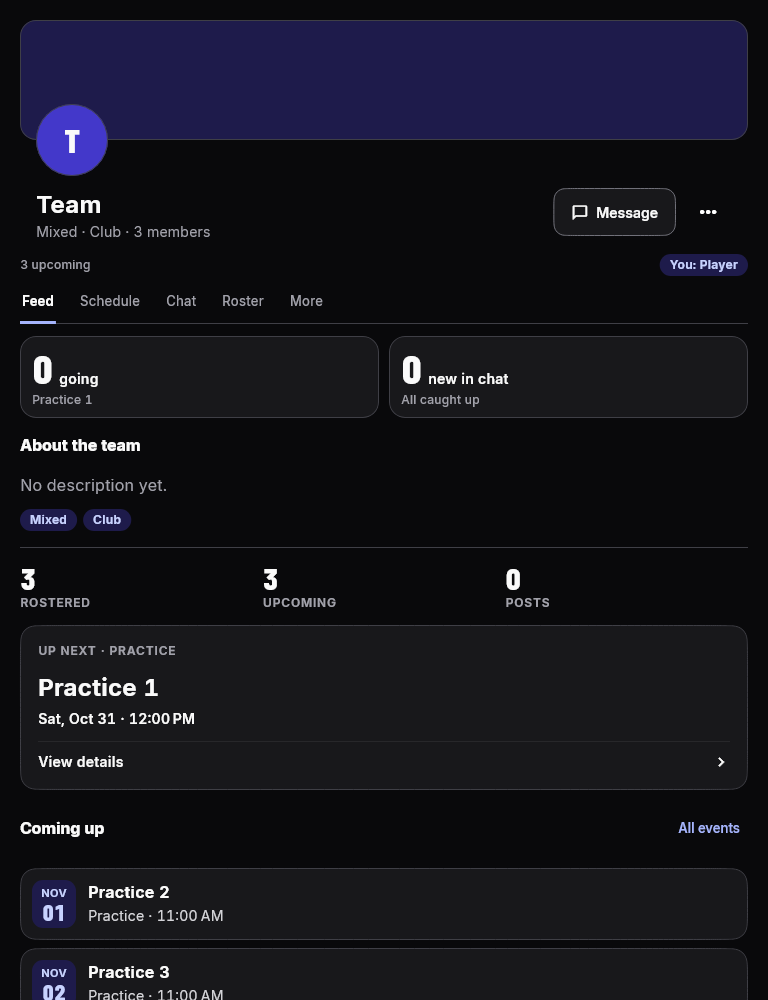 T
Team
Mixed · Club · 3 members
Message
3 upcoming
You: Player
Feed
Schedule
Chat
Roster
More
0 going
Practice 1
0 new in chat
All caught up
About the team
No description yet.
Mixed
Club
3
ROSTERED
3
UPCOMING
0
POSTS
UP NEXT · PRACTICE
Practice 1
Sat, Oct 31 · 12:00 PM
View details
Coming up
All events
NOV
01
Practice 2
Practice · 11:00 AM
NOV
02
Practice 3
Practice · 11:00 AM